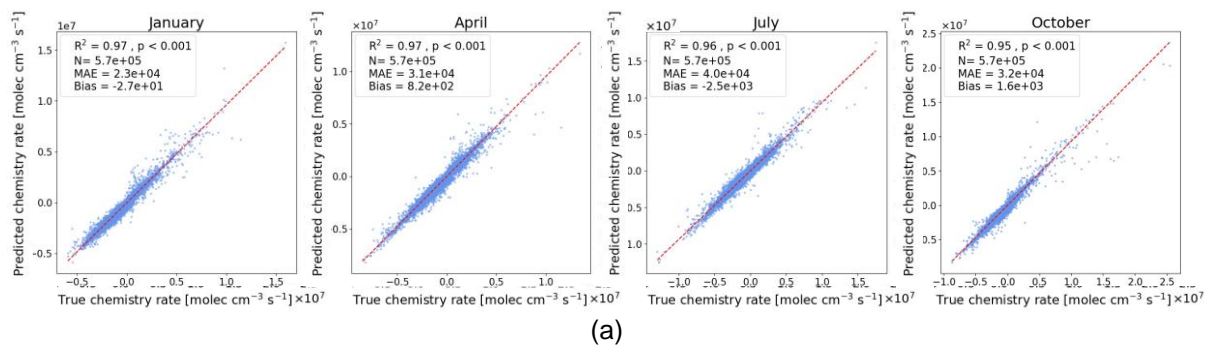 January
1e7
R² = 0.97 , p < 0.001
N= 5.7e+05
MAE = 2.3e+04
Bias = -2.7e+01
Predicted chemistry rate [molec cm⁻³ s⁻¹]
1.5
1.0
0.5
0.0
-0.5
-0.5 0.0 0.5 1.0 1.5
True chemistry rate [molec cm⁻³ s⁻¹]×10⁷
April
×10⁷
R² = 0.97 , p < 0.001
N= 5.7e+05
MAE = 3.1e+04
Bias = 8.2e+02
Predicted chemistry rate [molec cm⁻³ s⁻¹]
1.0
0.5
0.0
0.5
-0.5 0.0 0.5 1.0
True chemistry rate [molec cm⁻³ s⁻¹]×10⁷
July
×10⁷
R² = 0.96 , p < 0.001
N= 5.7e+05
MAE = 4.0e+04
Bias = -2.5e+03
Predicted chemistry rate [molec cm⁻³ s⁻¹]
1.5
1.0
0.5
0.0
0.5
1.0
-1.0 -0.5 0.0 0.5 1.0 1.5
True chemistry rate [molec cm⁻³ s⁻¹]×10⁷
October
×10⁷
R² = 0.95 , p < 0.001
N= 5.7e+05
MAE = 3.2e+04
Bias = 1.6e+03
Predicted chemistry rate [molec cm⁻³ s⁻¹]
2.5
2.0
1.5
1.0
0.5
0.0
0.5
-1.0 -0.5 0.0 0.5 1.0 1.5 2.0 2.5
True chemistry rate [molec cm⁻³ s⁻¹]×10⁷
(a)